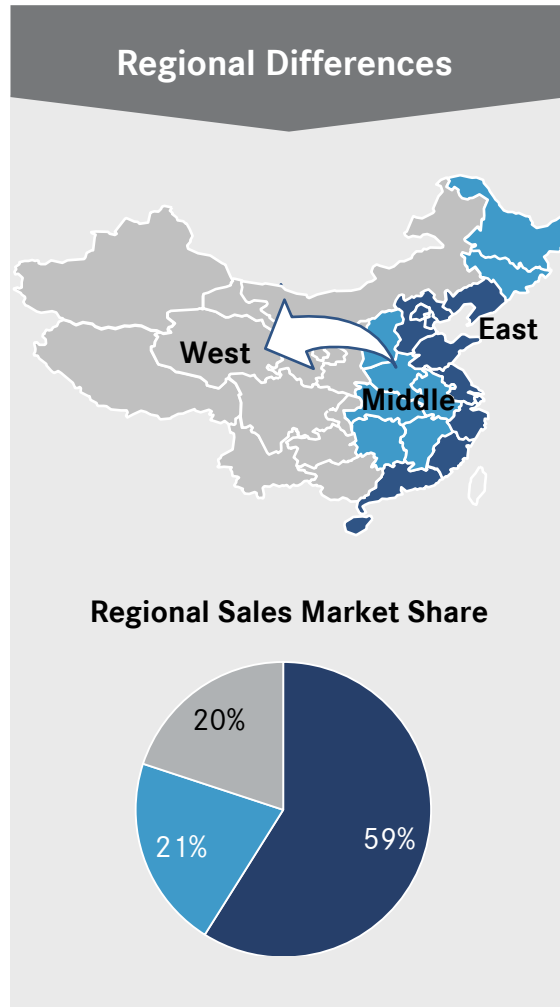 Regional Differences
East
West
Middle
Regional Sales Market Share
20%
59%
21%